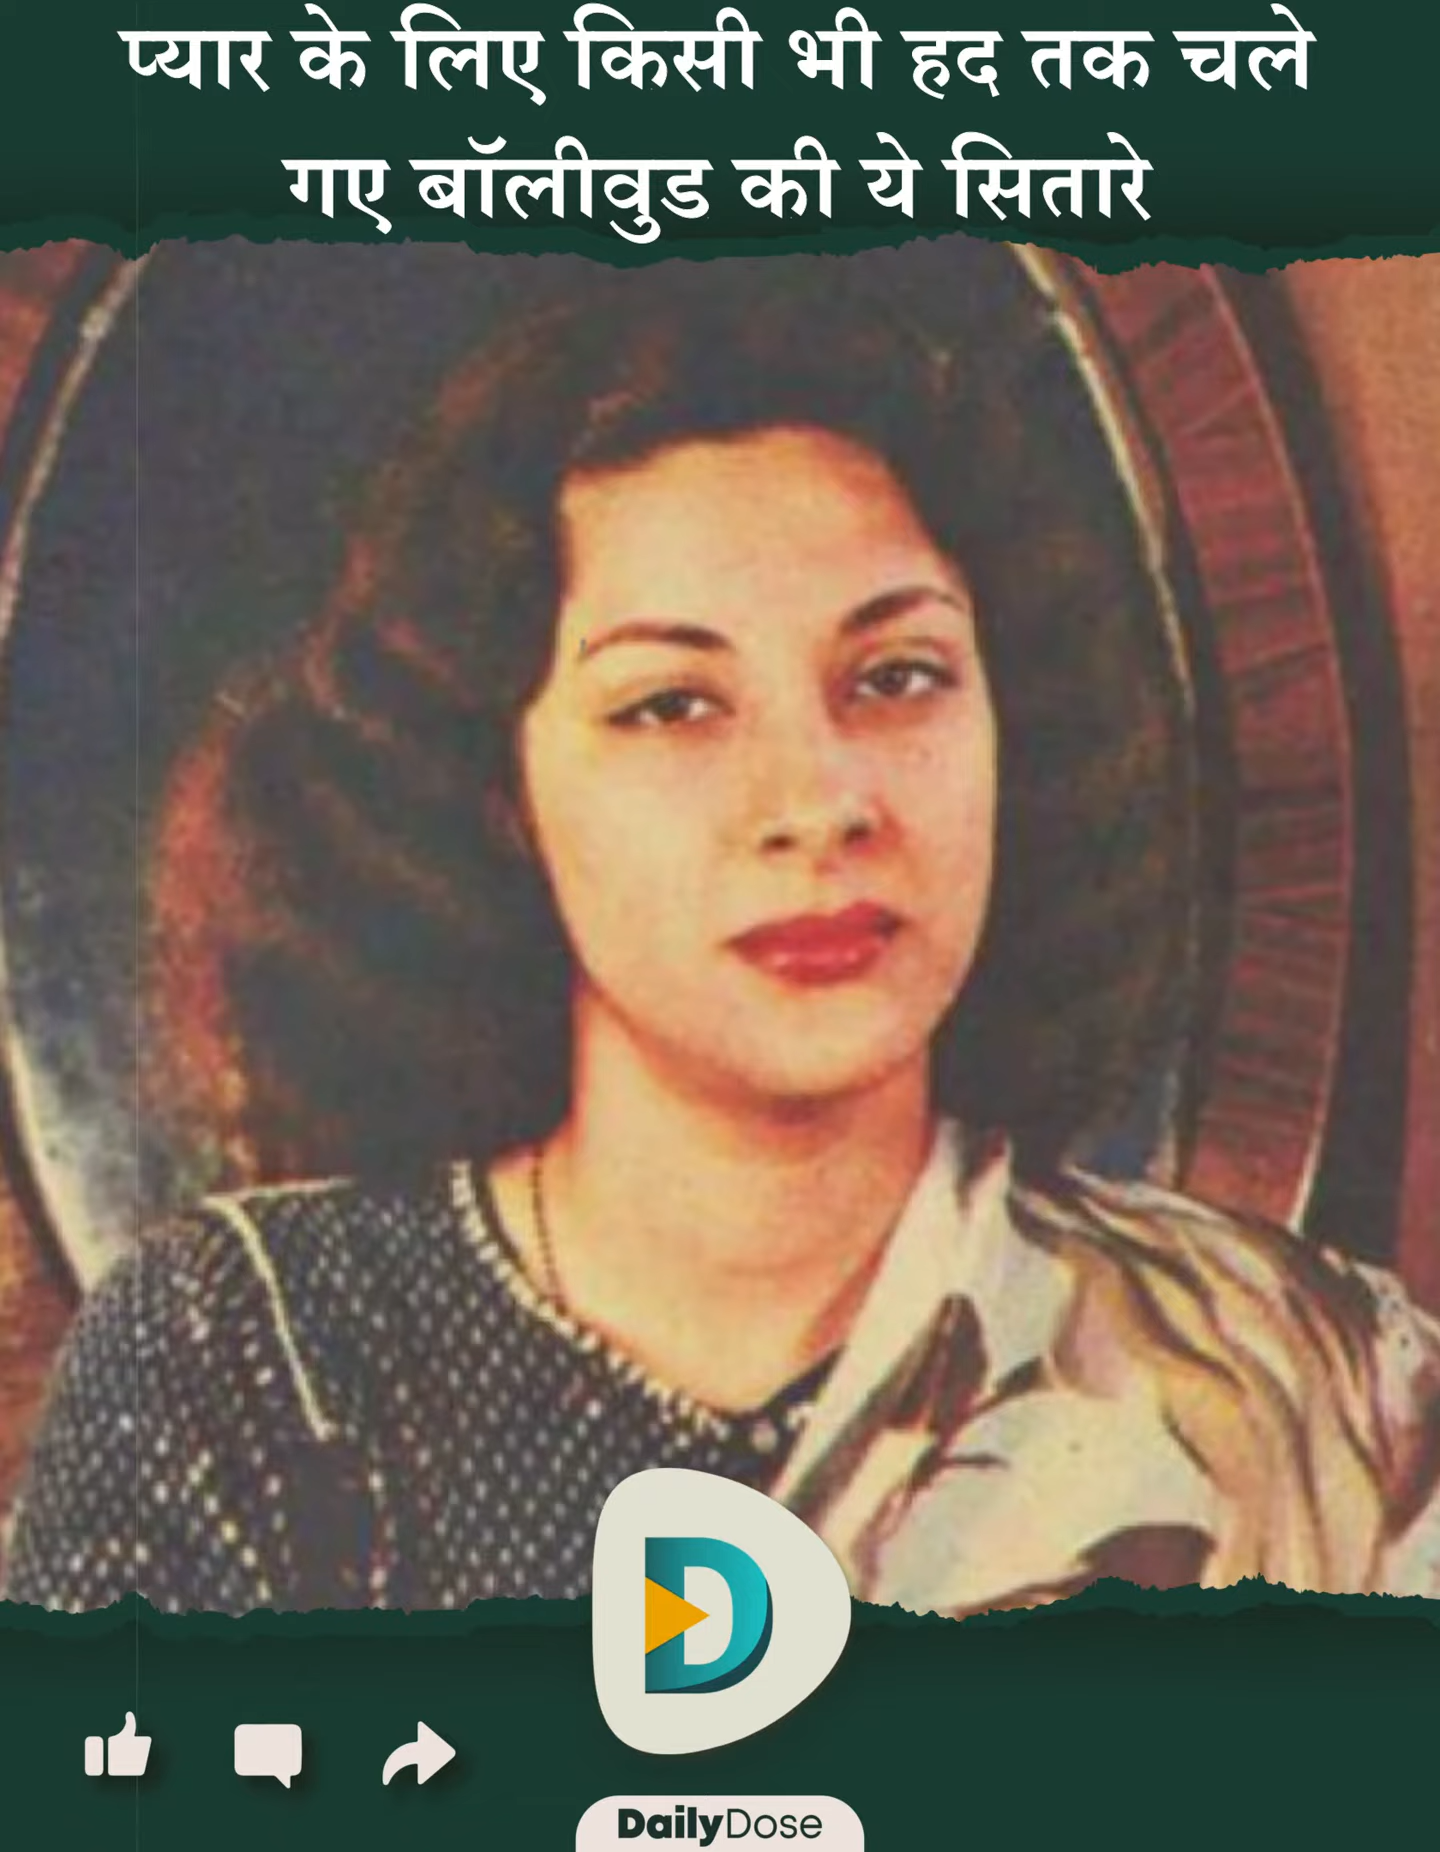 प्यार के लिए किसी भी हद तक चले
गए बॉलीवुड की ये सितारे
D
DailyDose